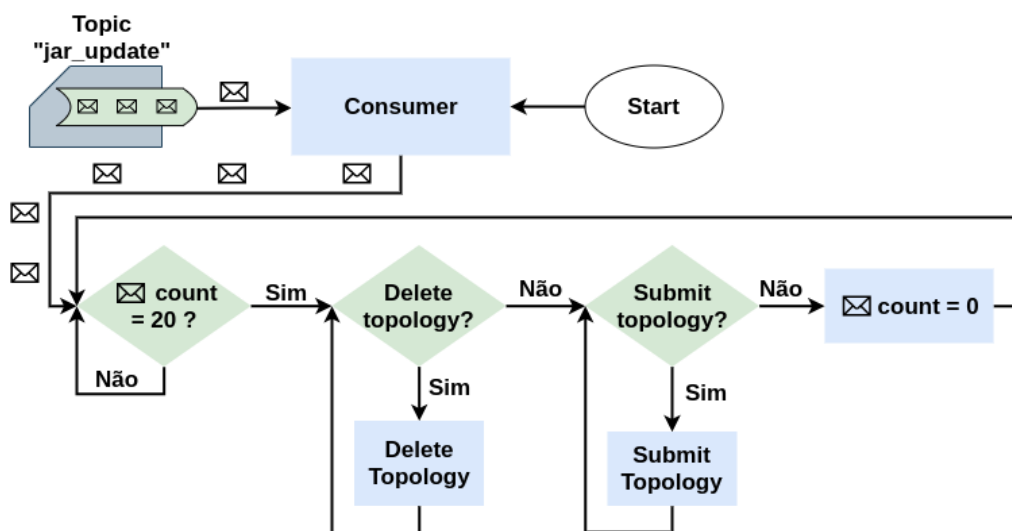 Topic
"jar_update"
Consumer
Start
count
= 20 ?
Sim
Delete
topology?
Não
Submit
topology?
Não
count = 0
Não
Sim
Sim
Delete
Topology
Submit
Topology